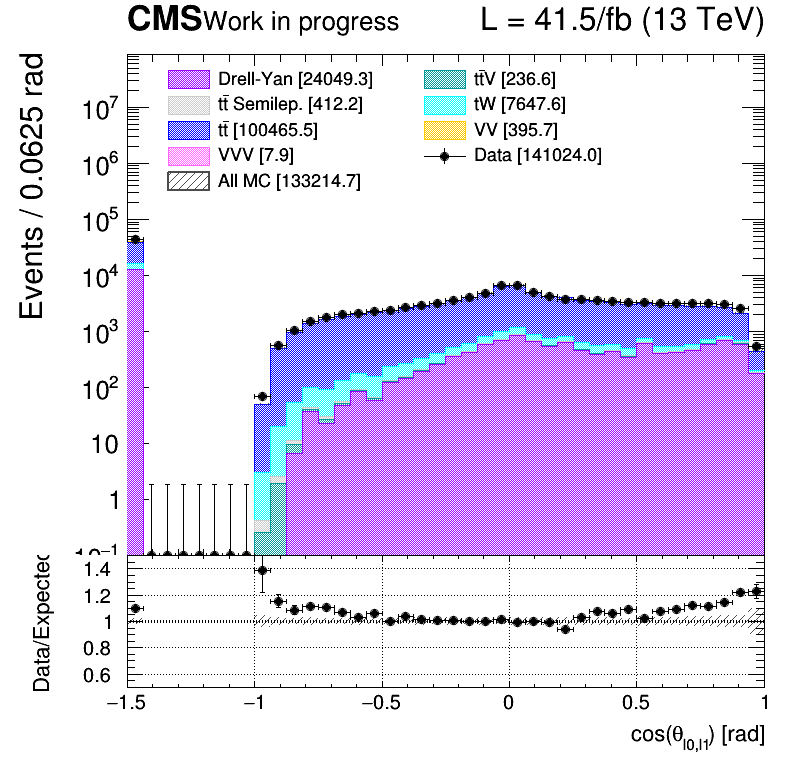 CMS Work in progress L = 41.5/fb (13 TeV)
Events / 0.0625 rad
Drell-Yan [24049.3]
tt̄ Semilep. [412.2]
tt̄ [100465.5]
VVV [7.9]
All MC [133214.7]
tt̄V [236.6]
tW [7647.6]
VV [395.7]
Data [141024.0]
10⁷
10⁶
10⁵
10⁴
10³
10²
10
1
10⁻¹
Data/Expected
1.4
1.2
1
0.8
0.6
−1.5 −1 −0.5 0 0.5 1
cos(θ_{l0,l1}) [rad]